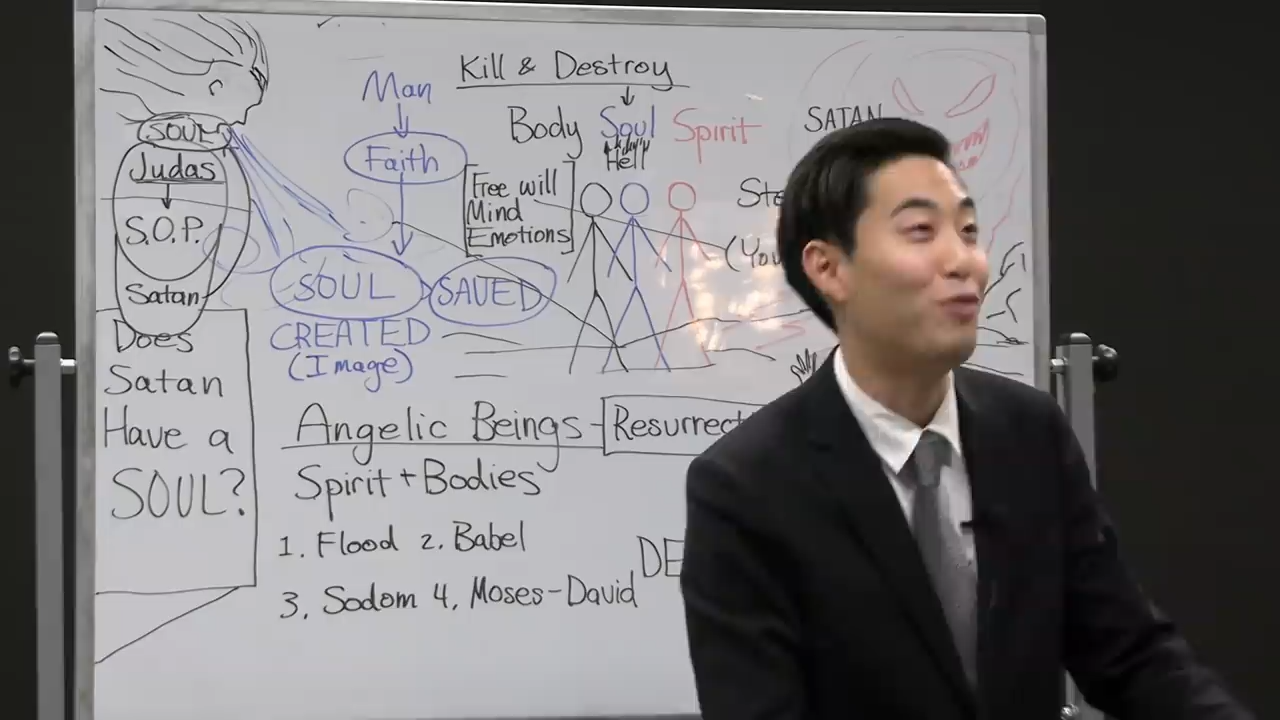 SOUL
Judas
S.O.P.
Satan
Does
Satan
Have a
SOUL?
Man
Faith
SOUL
SAVED
CREATED
(Image)
Kill & Destroy
Body Soul Spirit
Hell
Free will
Mind
Emotions
SATAN
Angelic Beings - Resurrect
Spirit + Bodies
1. Flood 2. Babel
3. Sodom 4. Moses-David